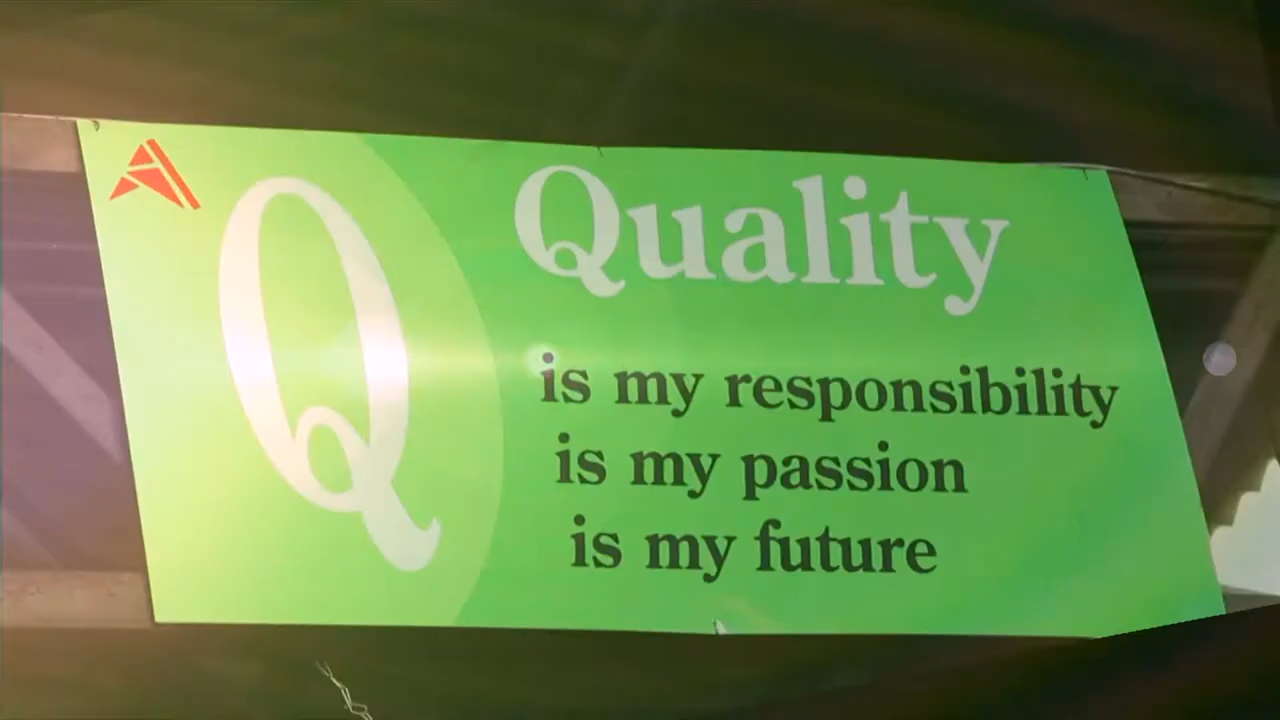 Q
Quality
is my responsibility
is my passion
is my future